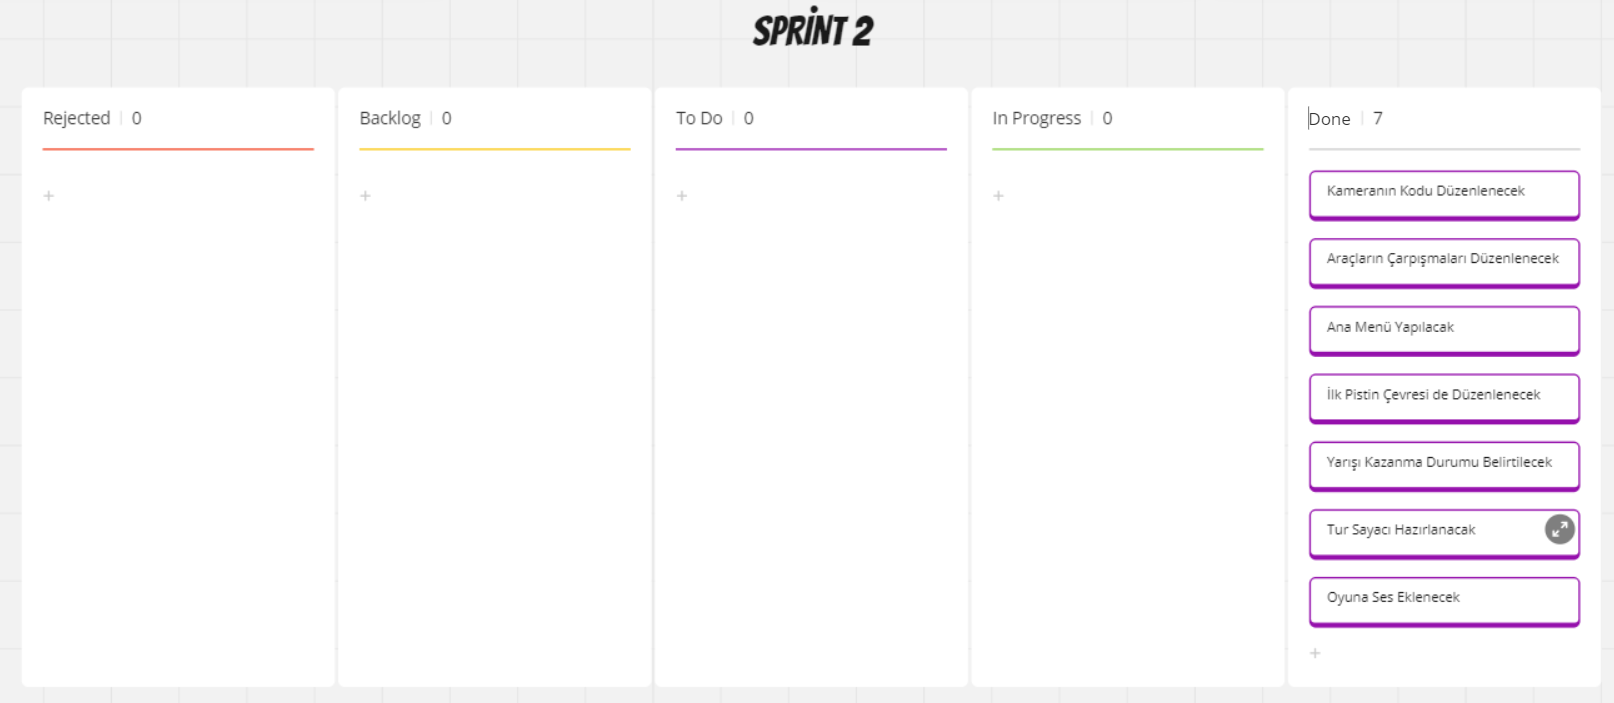 SPRİNT 2
Rejected 0
Backlog 0
To Do 0
In Progress 0
Done 7
Kameranın Kodu Düzenlenecek
Araçların Çarpışmaları Düzenlenecek
Ana Menü Yapılacak
İlk Pistin Çevresi de Düzenlenecek
Yarışı Kazanma Durumu Belirtilecek
Tur Sayacı Hazırlanacak
Oyuna Ses Eklenecek